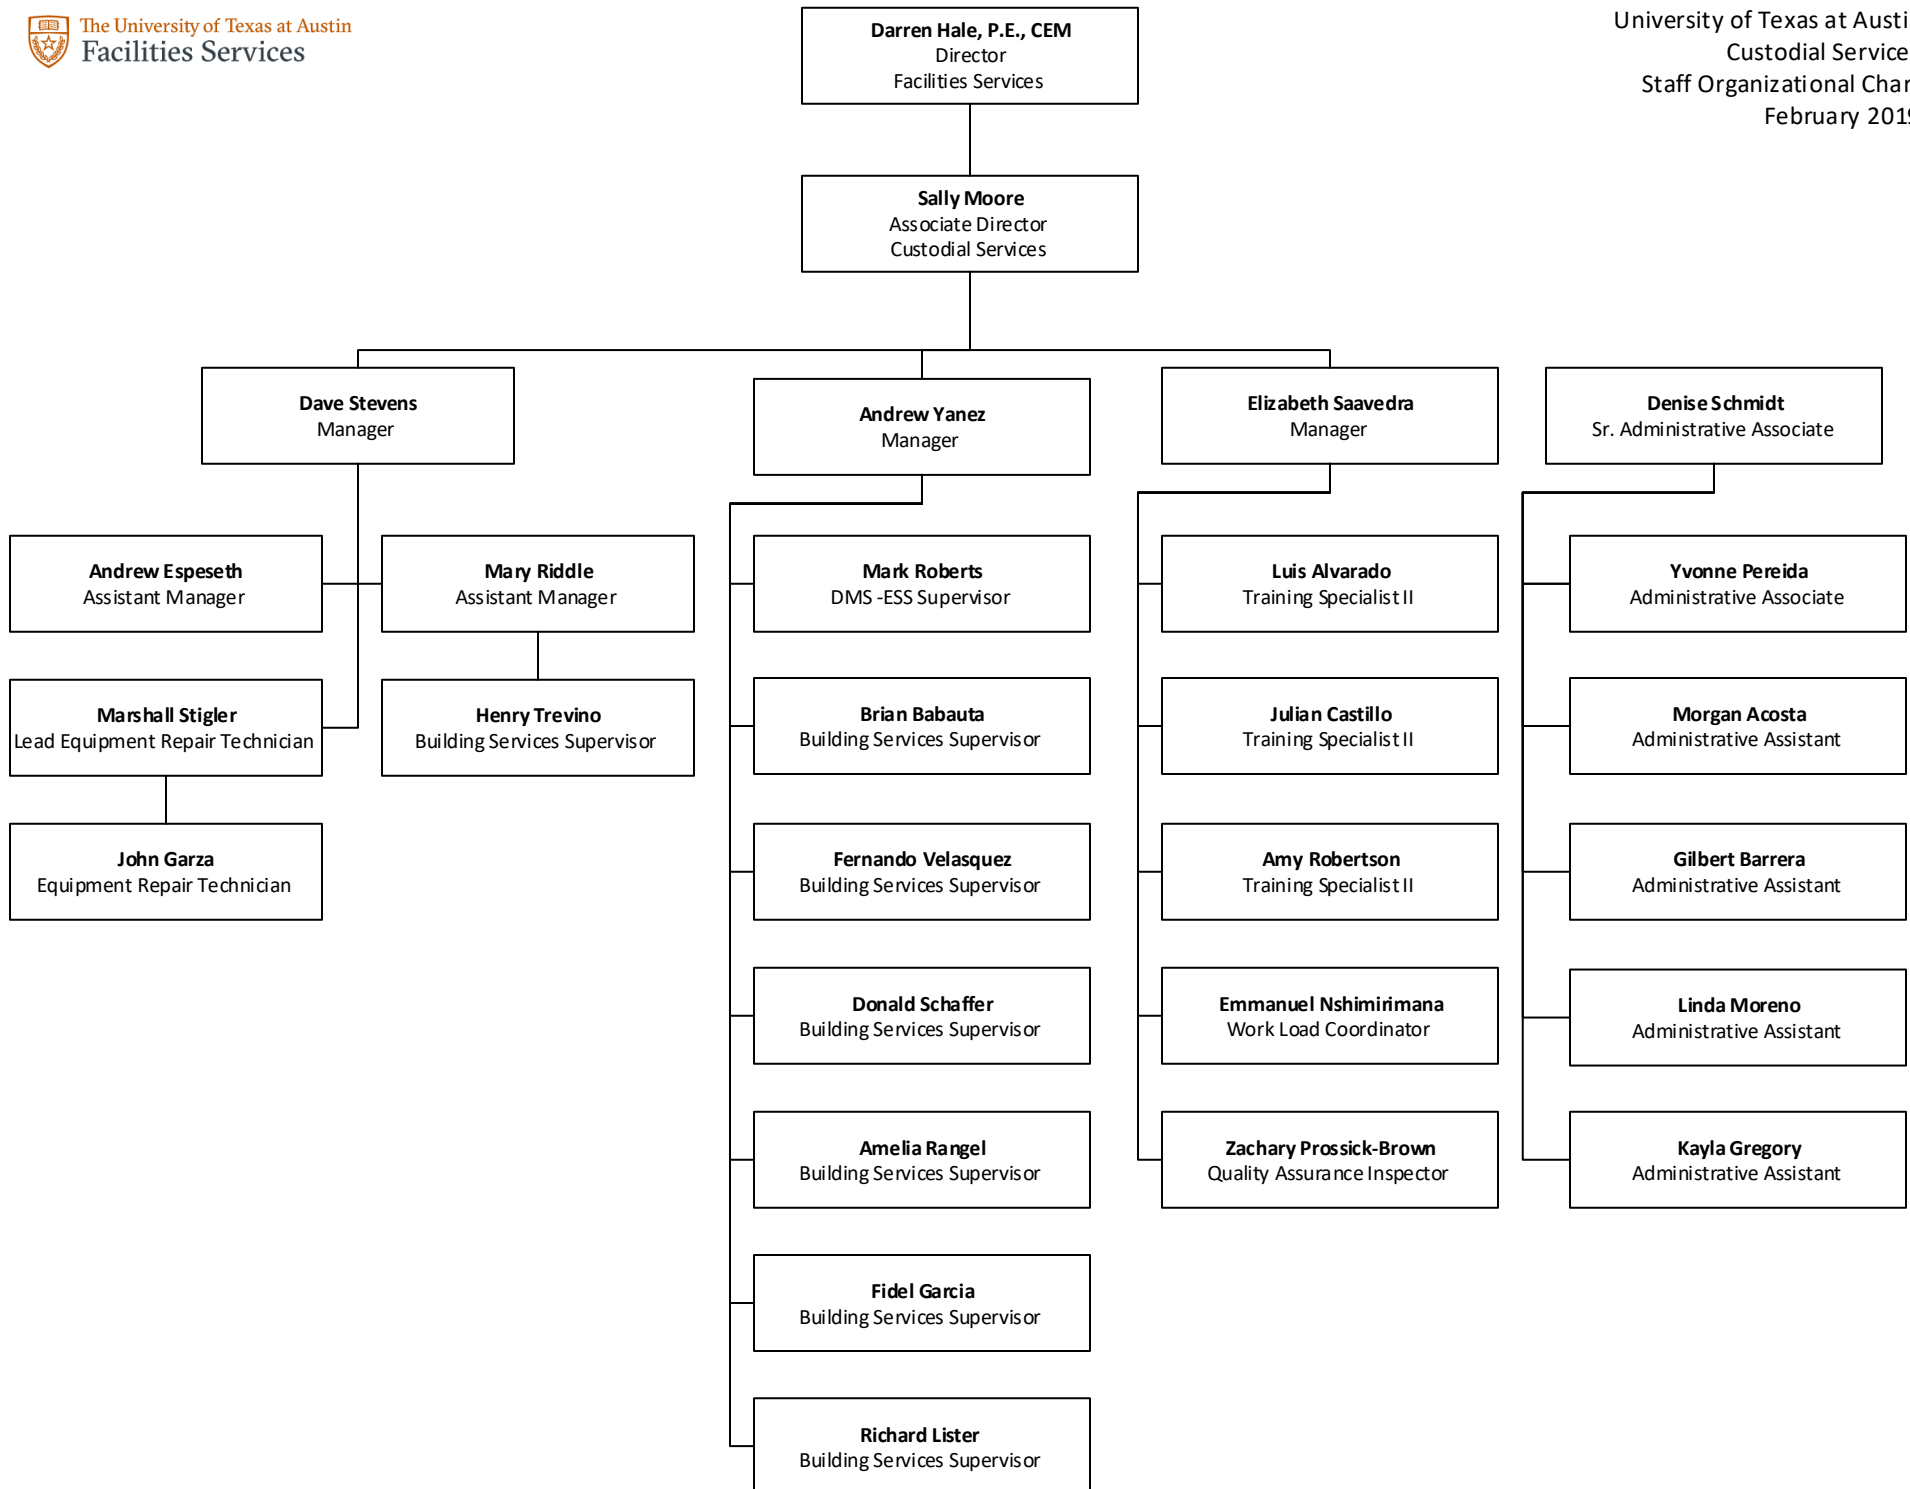 The University of Texas at Austin
Facilities Services
University of Texas at Austi
Custodial Service
Staff Organizational Char
February 201
Darren Hale, P.E., CEM
Director
Facilities Services
Sally Moore
Associate Director
Custodial Services
Dave Stevens
Manager
Andrew Yanez
Manager
Elizabeth Saavedra
Manager
Denise Schmidt
Sr. Administrative Associate
Andrew Espeseth
Assistant Manager
Mary Riddle
Assistant Manager
Mark Roberts
DMS -ESS Supervisor
Luis Alvarado
Training Specialist II
Yvonne Pereida
Administrative Associate
Marshall Stigler
Lead Equipment Repair Technician
Henry Trevino
Building Services Supervisor
Brian Babauta
Building Services Supervisor
Julian Castillo
Training Specialist II
Morgan Acosta
Administrative Assistant
John Garza
Equipment Repair Technician
Fernando Velasquez
Building Services Supervisor
Amy Robertson
Training Specialist II
Gilbert Barrera
Administrative Assistant
Donald Schaffer
Building Services Supervisor
Emmanuel Nshimirimana
Work Load Coordinator
Linda Moreno
Administrative Assistant
Amelia Rangel
Building Services Supervisor
Zachary Prossick-Brown
Quality Assurance Inspector
Kayla Gregory
Administrative Assistant
Fidel Garcia
Building Services Supervisor
Richard Lister
Building Services Supervisor